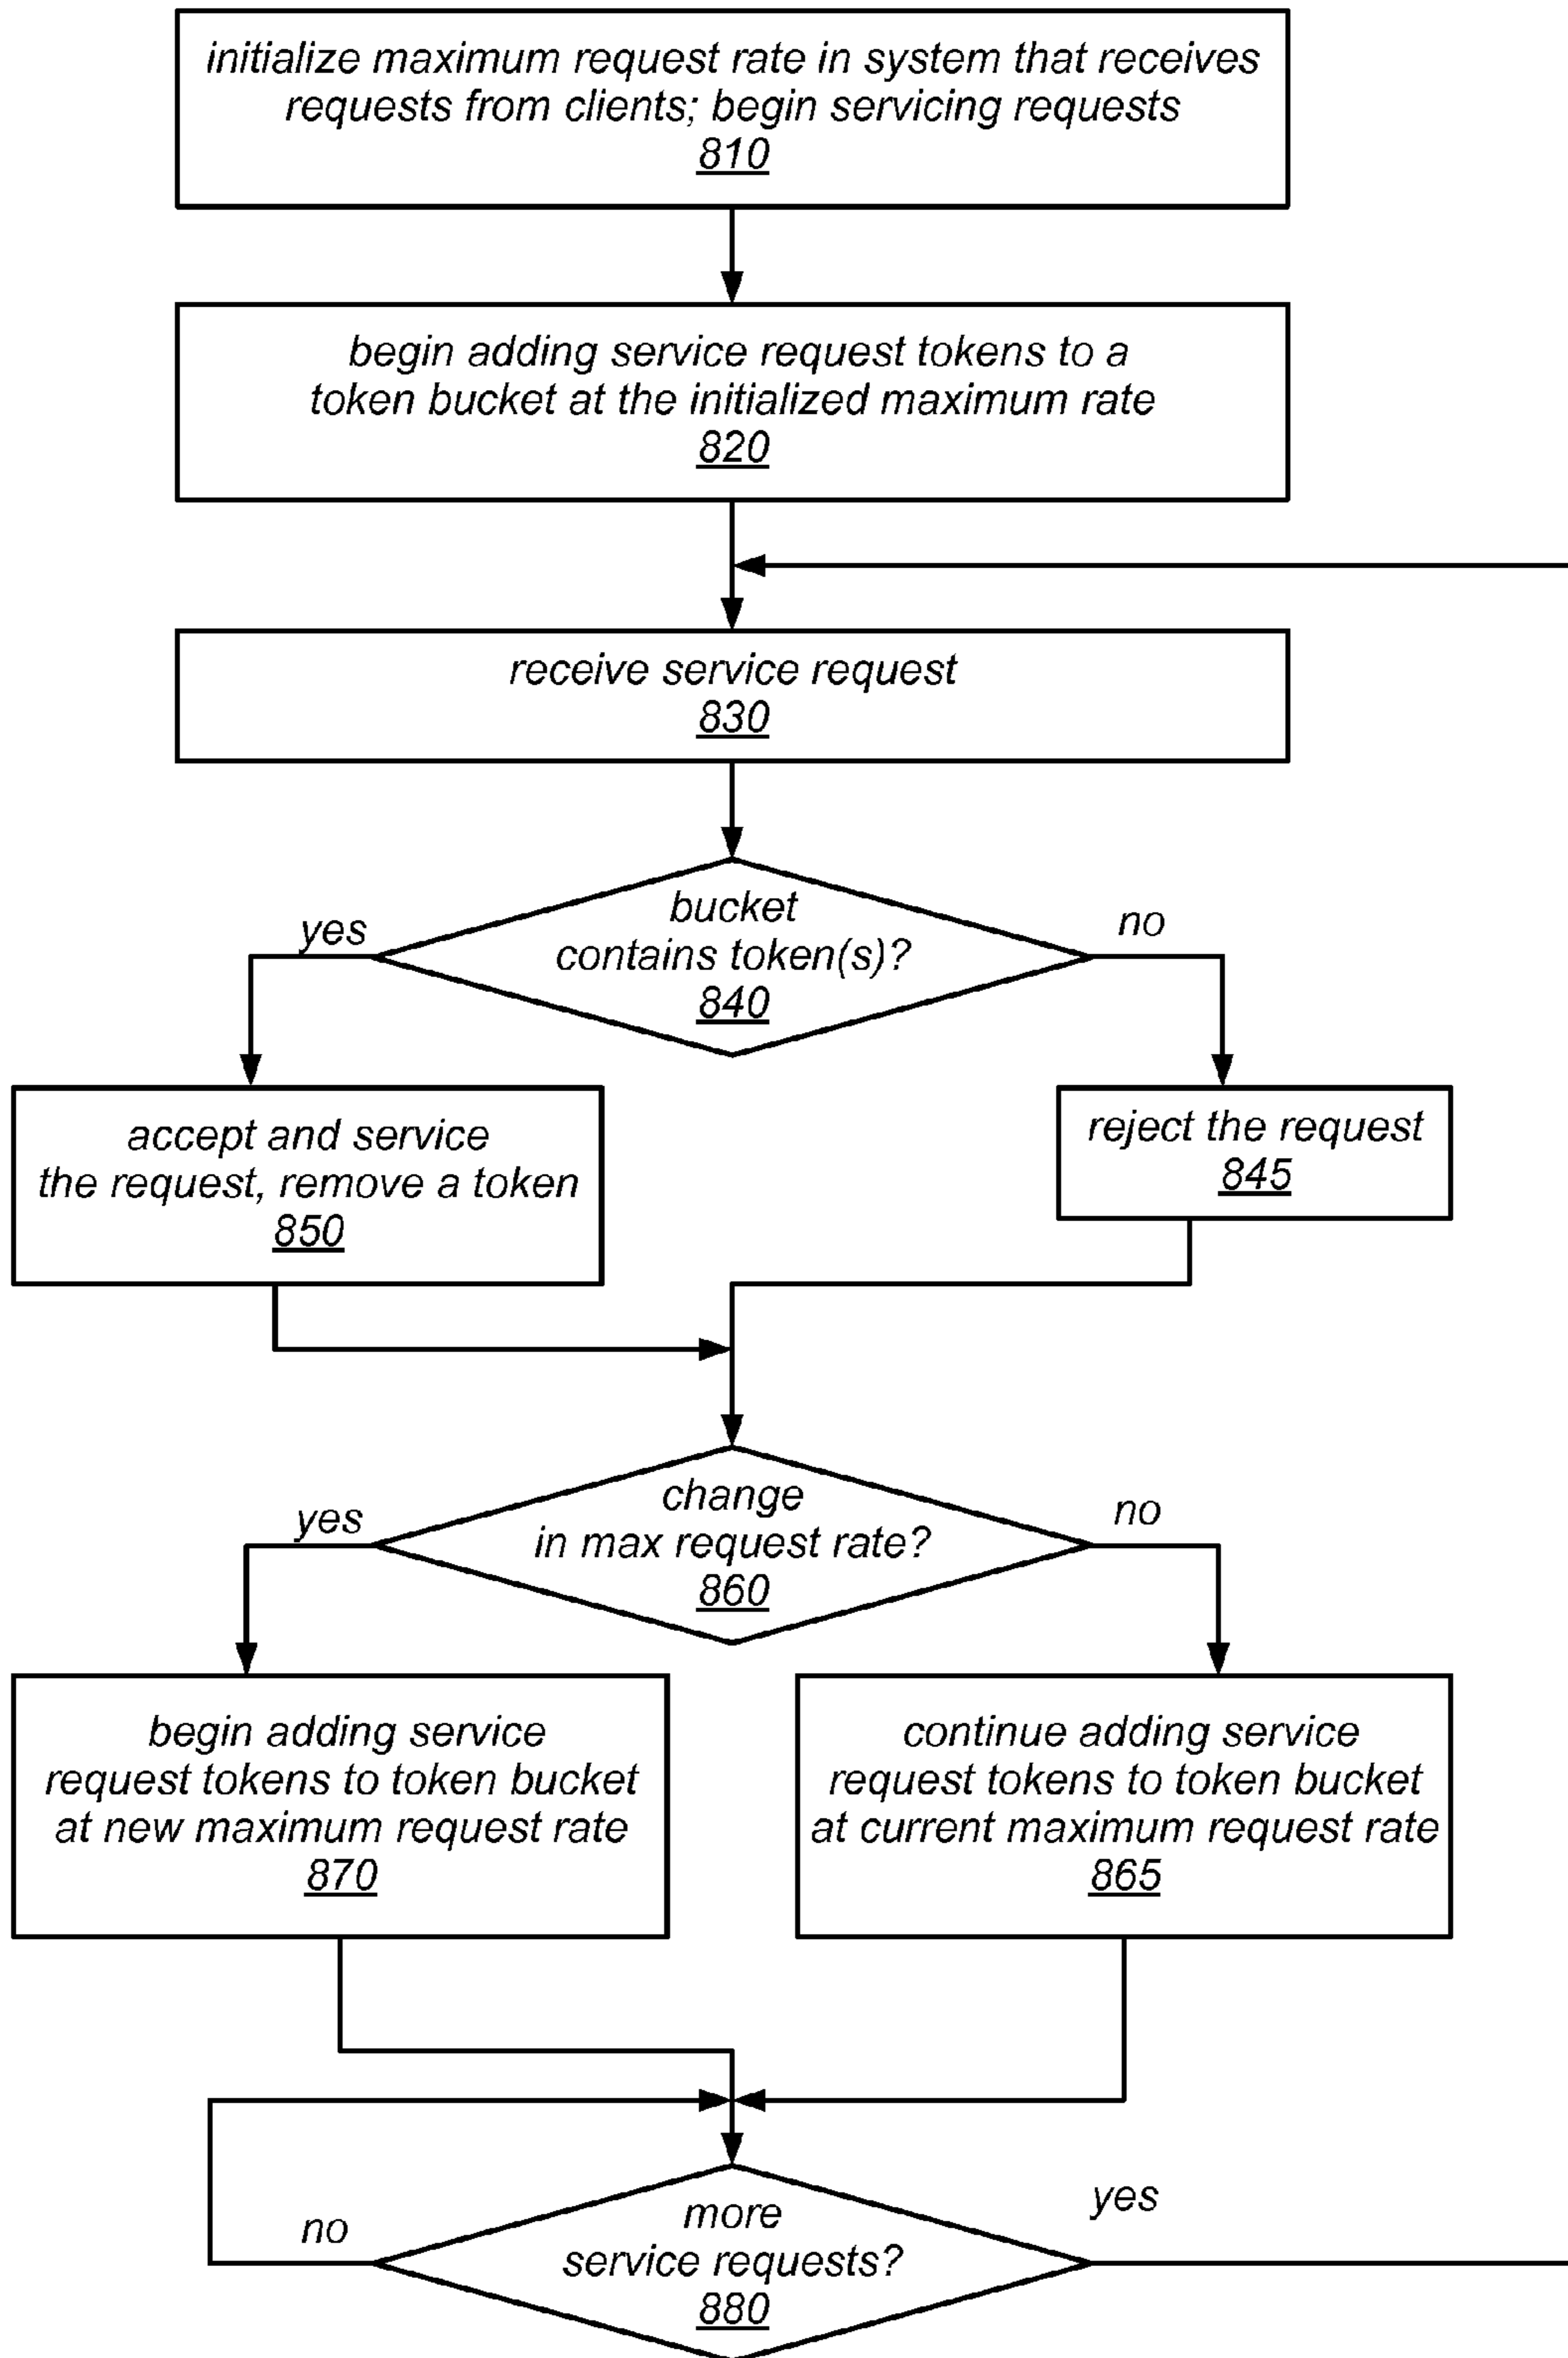 initialize maximum request rate in system that receives
requests from clients; begin servicing requests
810
begin adding service request tokens to a
token bucket at the initialized maximum rate
820
receive service request
830
bucket
contains token(s)?
840
yes
no
accept and service
the request, remove a token
850
reject the request
845
change
in max request rate?
860
yes
no
begin adding service
request tokens to token bucket
at new maximum request rate
870
continue adding service
request tokens to token bucket
at current maximum request rate
865
more
service requests?
880
no
yes